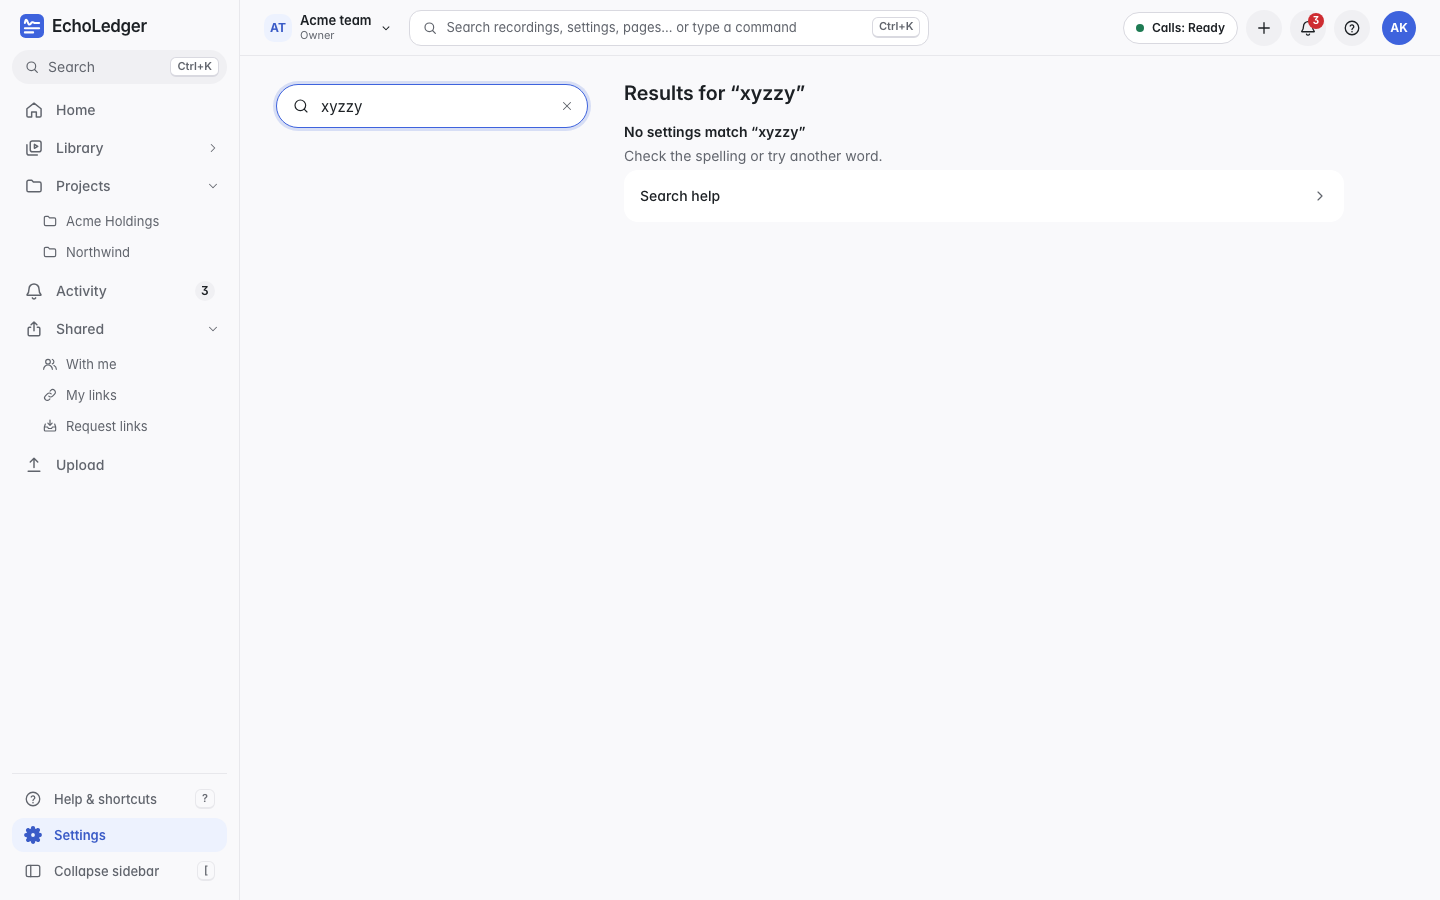 EchoLedger
Search Ctrl+K
Home
Library
Projects
Acme Holdings
Northwind
Activity 3
Shared
With me
My links
Request links
Upload
Help & shortcuts ?
Settings
Collapse sidebar [
AT Acme team
Owner
Search recordings, settings, pages... or type a command Ctrl+K
Calls: Ready
3
AK
xyzzy
Results for “xyzzy”
No settings match “xyzzy”
Check the spelling or try another word.
Search help